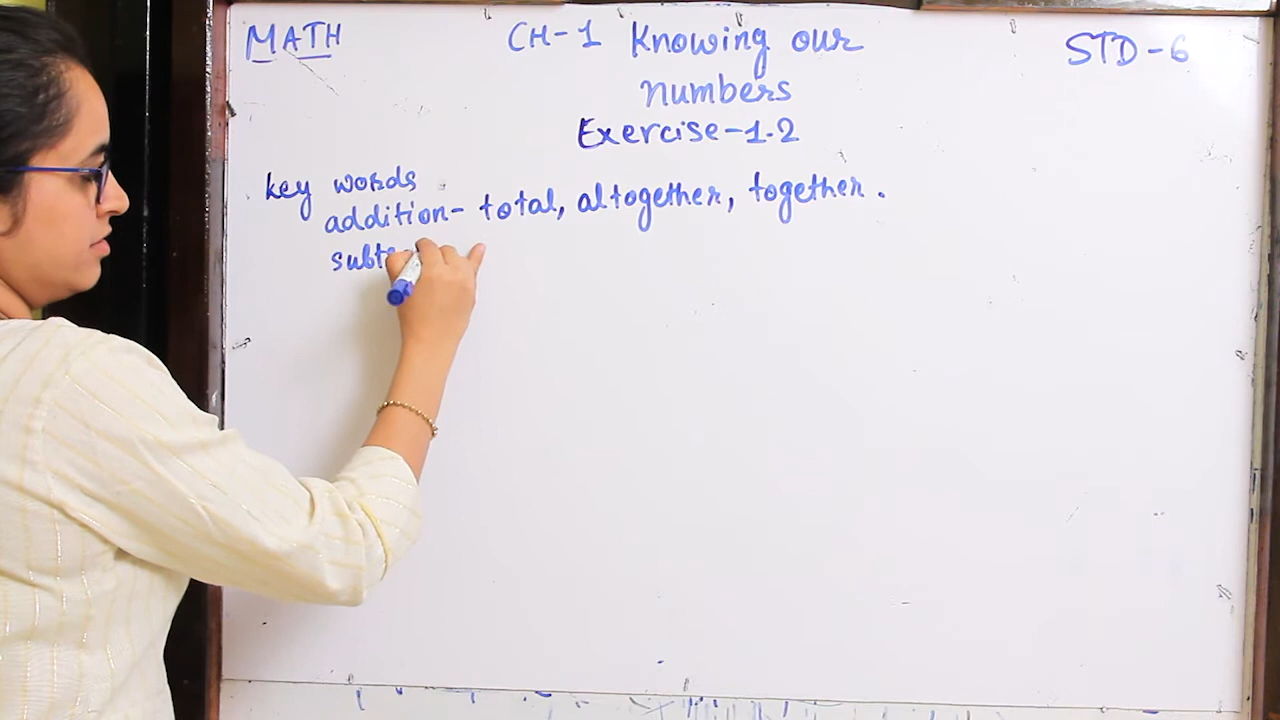 MATH
CH-1 Knowing our
numbers
STD-6
Exercise-1.2
key words
addition- total, altogether, together.